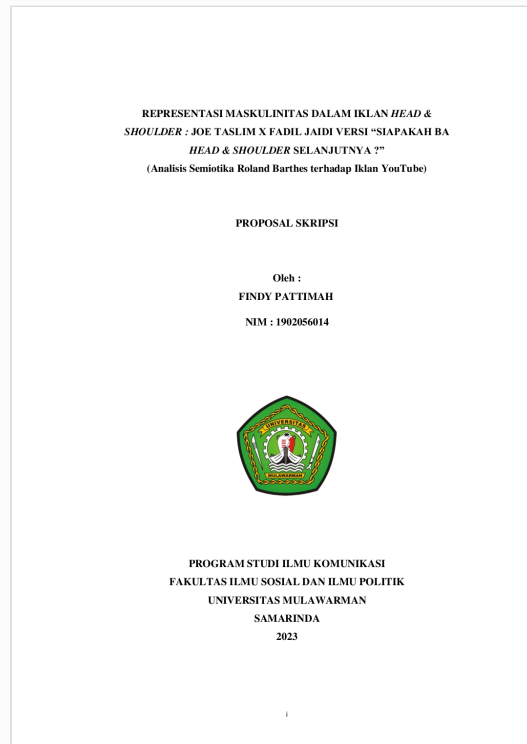 REPRESENTASI MASKULINITAS DALAM IKLAN HEAD &
SHOULDER : JOE TASLIM X FADIL JAIDI VERSI “SIAPAKAH BA
HEAD & SHOULDER SELANJUTNYA ?”
(Analisis Semiotika Roland Barthes terhadap Iklan YouTube)
PROPOSAL SKRIPSI
Oleh :
FINDY PATTIMAH
NIM : 1902056014
UNIVERSITAS
MULAWARMAN
PROGRAM STUDI ILMU KOMUNIKASI
FAKULTAS ILMU SOSIAL DAN ILMU POLITIK
UNIVERSITAS MULAWARMAN
SAMARINDA
2023
i